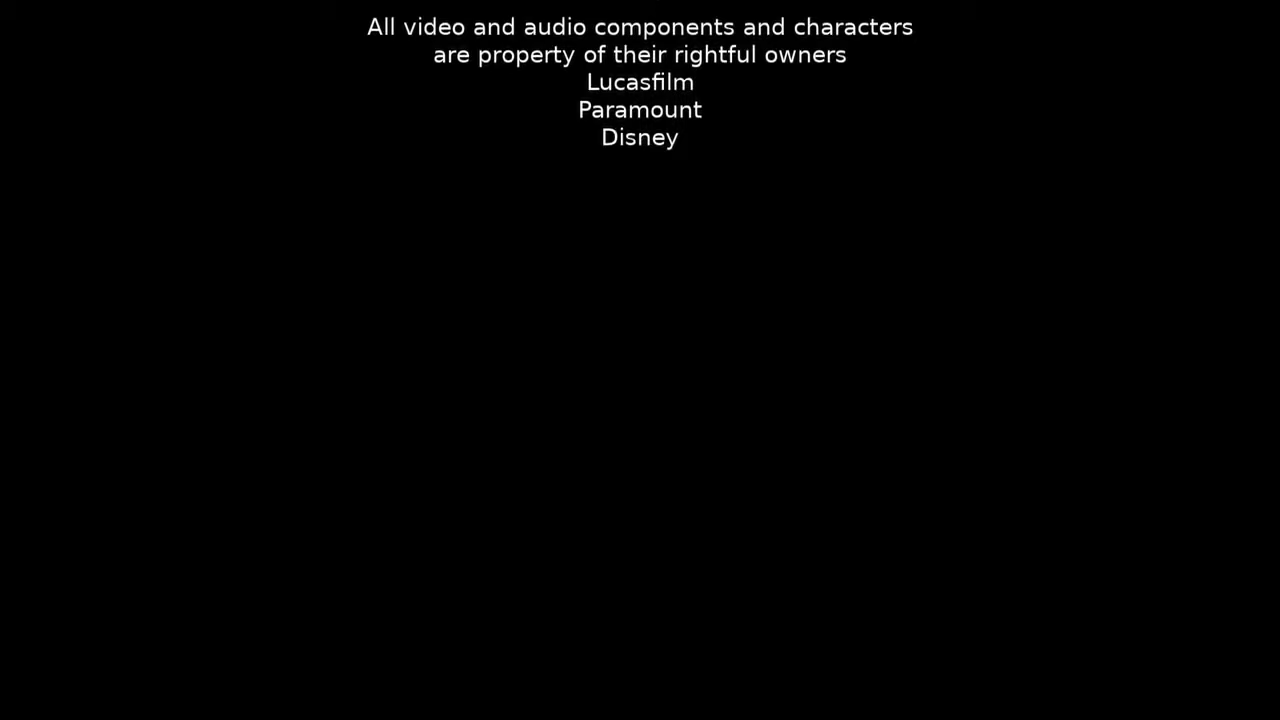 All video and audio components and characters
are property of their rightful owners
Lucasfilm
Paramount
Disney